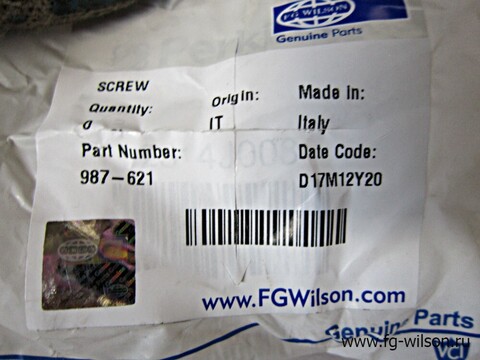 FG WILSON
Genuine Parts
SCREW
Quantity:
Origin:
Made In:
IT
Italy
Part Number:
Date Code:
987-621
D17M12Y20
www.FGWilson.com
Genuine Parts
www.fg-wilson.ru